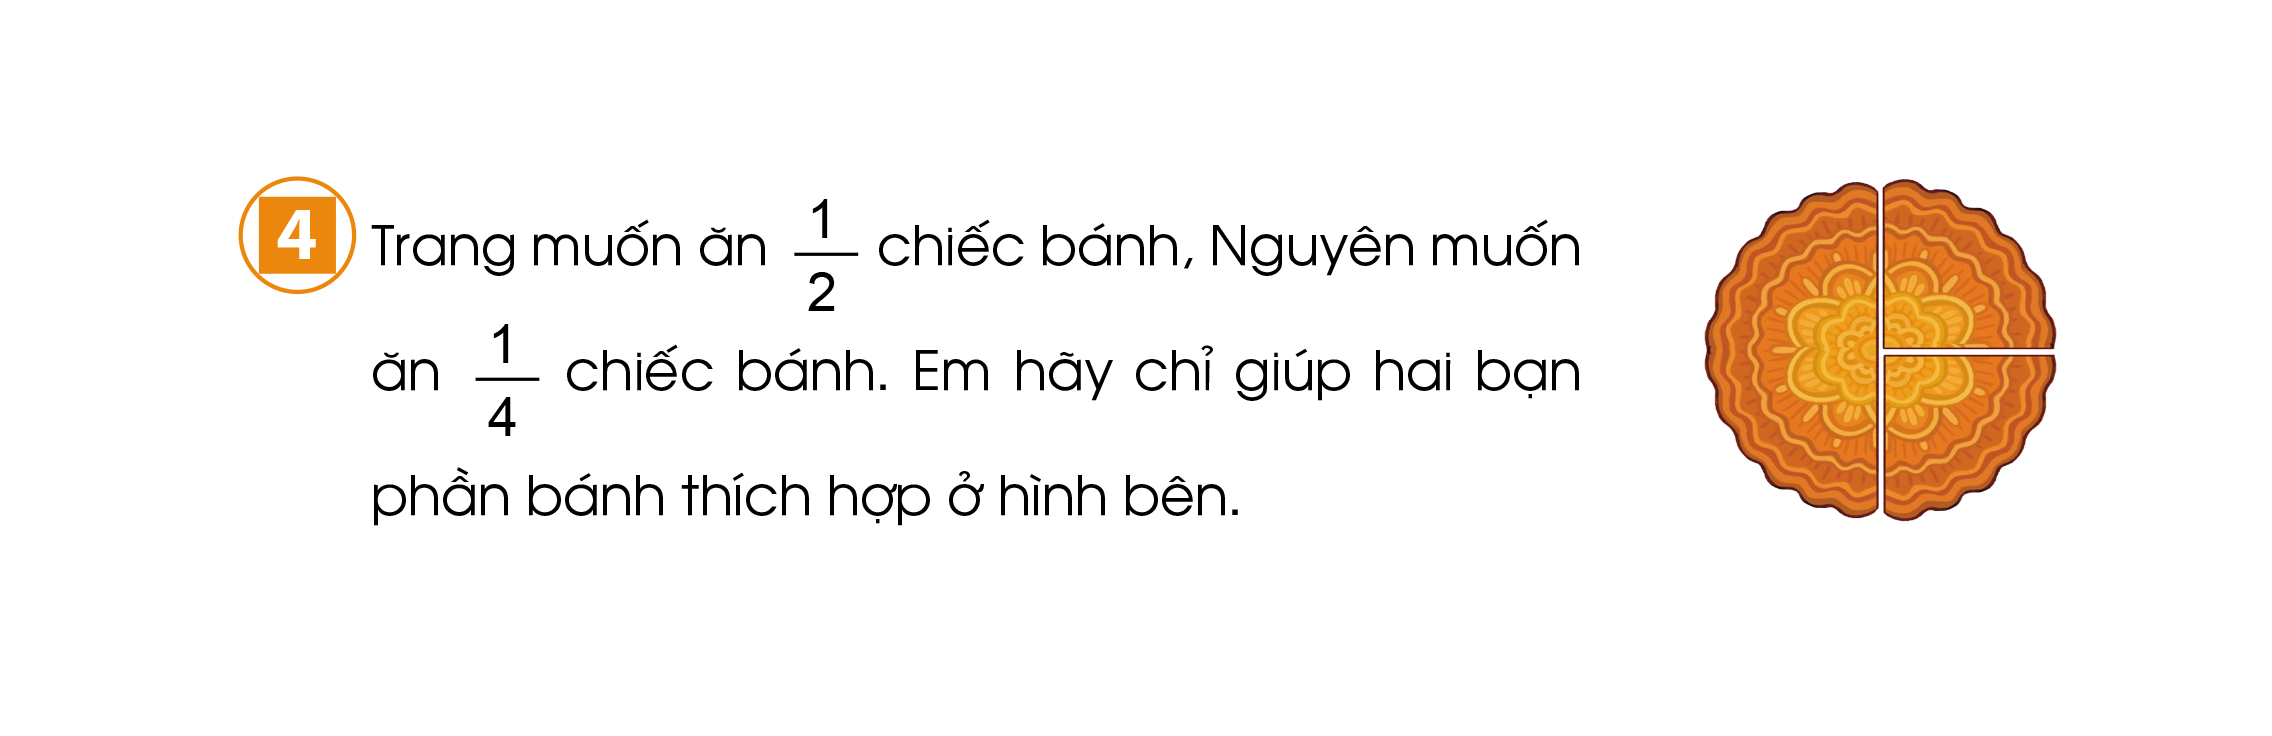 4 Trang muốn ăn 1/2 chiếc bánh, Nguyên muốn
ăn 1/4 chiếc bánh. Em hãy chỉ giúp hai bạn
phần bánh thích hợp ở hình bên.